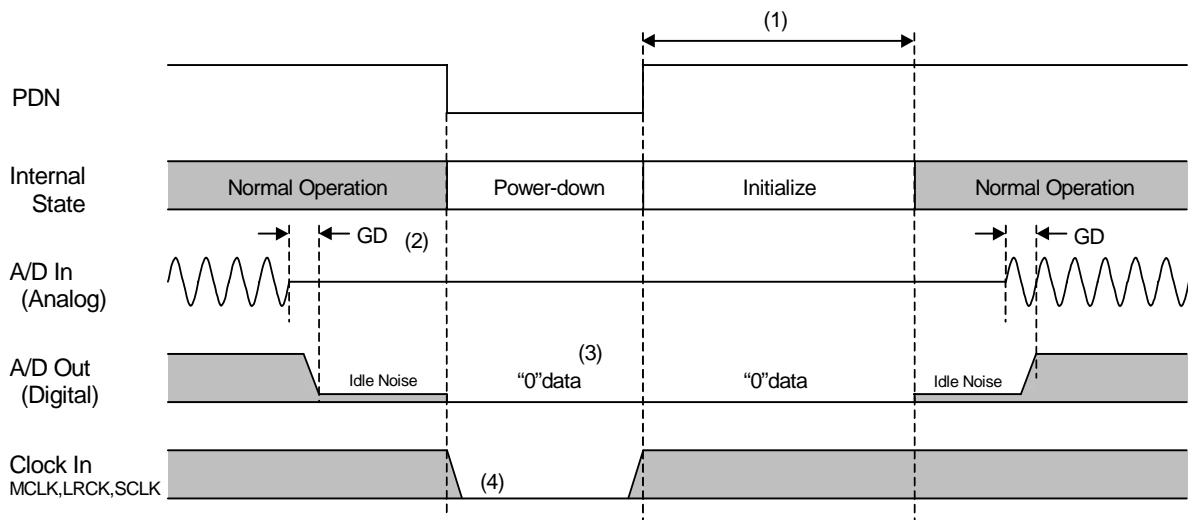 (1)
PDN
Internal
State
Normal Operation
Power-down
Initialize
Normal Operation
GD
(2)
GD
A/D In
(Analog)
A/D Out
(Digital)
Idle Noise
“0”data
(3)
“0”data
Idle Noise
Clock In
MCLK,LRCK,SCLK
(4)